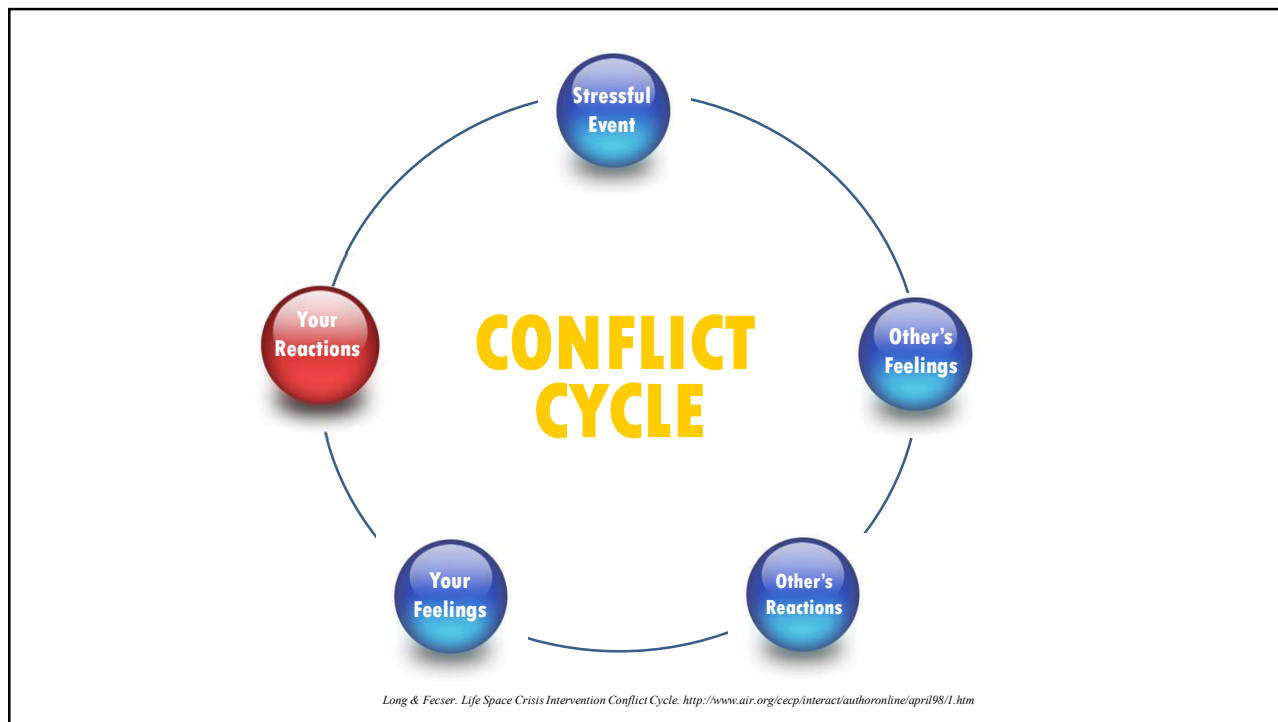 Stressful
Event
Your
Reactions
CONFLICT
CYCLE
Other's
Feelings
Your
Feelings
Other's
Reactions
Long & Fecser. Life Space Crisis Intervention Conflict Cycle. http://www.air.org/cecp/interact/authoronline/april98/1.htm